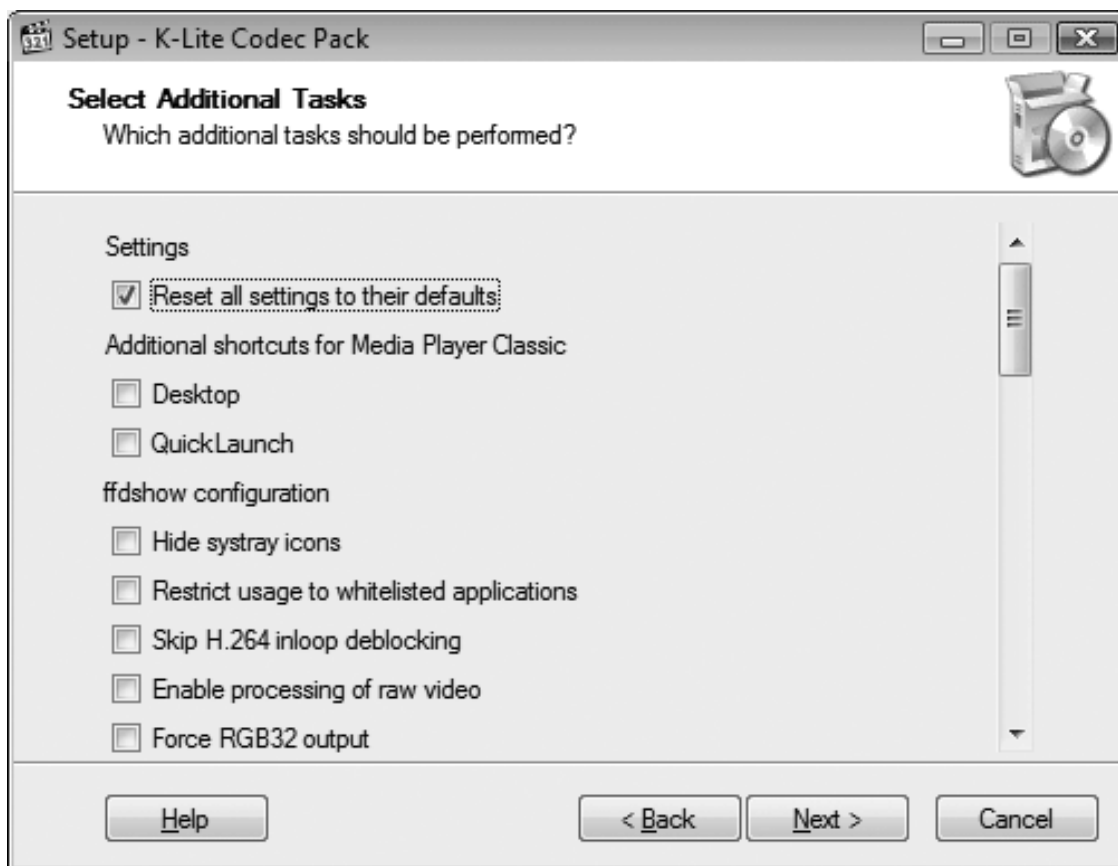 Setup - K-Lite Codec Pack
Select Additional Tasks
Which additional tasks should be performed?
Settings
Reset all settings to their defaults
Additional shortcuts for Media Player Classic
Desktop
QuickLaunch
ffdshow configuration
Hide systray icons
Restrict usage to whitelisted applications
Skip H.264 inloop deblocking
Enable processing of raw video
Force RGB32 output
Help
< Back
Next >
Cancel